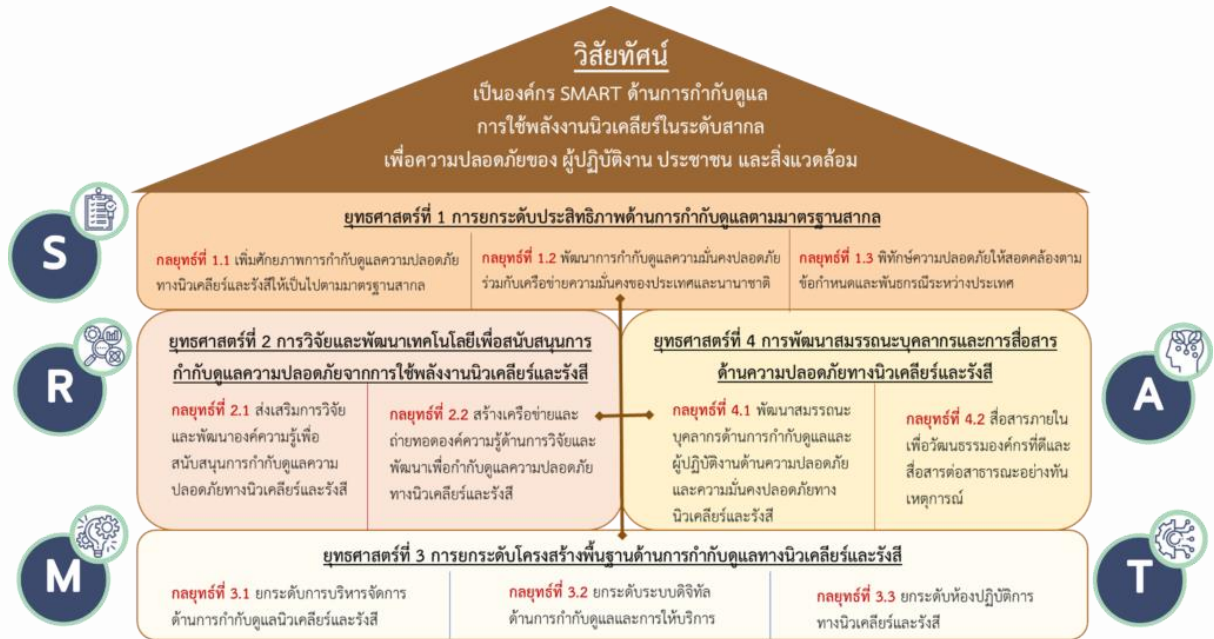 วิสัยทัศน์
เป็นองค์กร SMART ด้านการกำกับดูแล
การใช้พลังงานนิวเคลียร์ในระดับสากล
เพื่อความปลอดภัยของ ผู้ปฏิบัติงาน ประชาชน และสิ่งแวดล้อม
S
ยุทธศาสตร์ที่ 1 การยกระดับประสิทธิภาพด้านการกำกับดูแลตามมาตรฐานสากล
กลยุทธ์ที่ 1.1 เพิ่มศักยภาพการกำกับดูแลความปลอดภัย
ทางนิวเคลียร์และรังสีให้เป็นไปตามมาตรฐานสากล
กลยุทธ์ที่ 1.2 พัฒนาการกำกับดูแลความมั่นคงปลอดภัย
ร่วมกับเครือข่ายความมั่นคงของประเทศและนานาชาติ
กลยุทธ์ที่ 1.3 พิทักษ์ความปลอดภัยให้สอดคล้องตาม
ข้อกำหนดและพันธกรณีระหว่างประเทศ
R
ยุทธศาสตร์ที่ 2 การวิจัยและพัฒนาเทคโนโลยีเพื่อสนับสนุนการ
กำกับดูแลความปลอดภัยจากการใช้พลังงานนิวเคลียร์และรังสี
กลยุทธ์ที่ 2.1 ส่งเสริมการวิจัย
และพัฒนาองค์ความรู้เพื่อ
สนับสนุนการกำกับดูแลความ
ปลอดภัยทางนิวเคลียร์และรังสี
กลยุทธ์ที่ 2.2 สร้างเครือข่ายและ
ถ่ายทอดองค์ความรู้ด้านการวิจัยและ
พัฒนาเพื่อกำกับดูแลความปลอดภัย
ทางนิวเคลียร์และรังสี
ยุทธศาสตร์ที่ 4 การพัฒนาสมรรถนะบุคลากรและการสื่อสาร
ด้านความปลอดภัยทางนิวเคลียร์และรังสี
กลยุทธ์ที่ 4.1 พัฒนาสมรรถนะ
บุคลากรด้านการกำกับดูแลและ
ผู้ปฏิบัติงานด้านความปลอดภัย
และความมั่นคงปลอดภัยทาง
นิวเคลียร์และรังสี
กลยุทธ์ที่ 4.2 สื่อสารภายใน
เพื่อวัฒนธรรมองค์กรที่ดีและ
สื่อสารต่อสาธารณะอย่างทัน
เหตุการณ์
A
M
ยุทธศาสตร์ที่ 3 การยกระดับโครงสร้างพื้นฐานด้านการกำกับดูแลทางนิวเคลียร์และรังสี
กลยุทธ์ที่ 3.1 ยกระดับการบริหารจัดการ
ด้านการกำกับดูแลนิวเคลียร์และรังสี
กลยุทธ์ที่ 3.2 ยกระดับระบบดิจิทัล
ด้านการกำกับดูแลและการให้บริการ
กลยุทธ์ที่ 3.3 ยกระดับห้องปฏิบัติการ
ทางนิวเคลียร์และรังสี
T